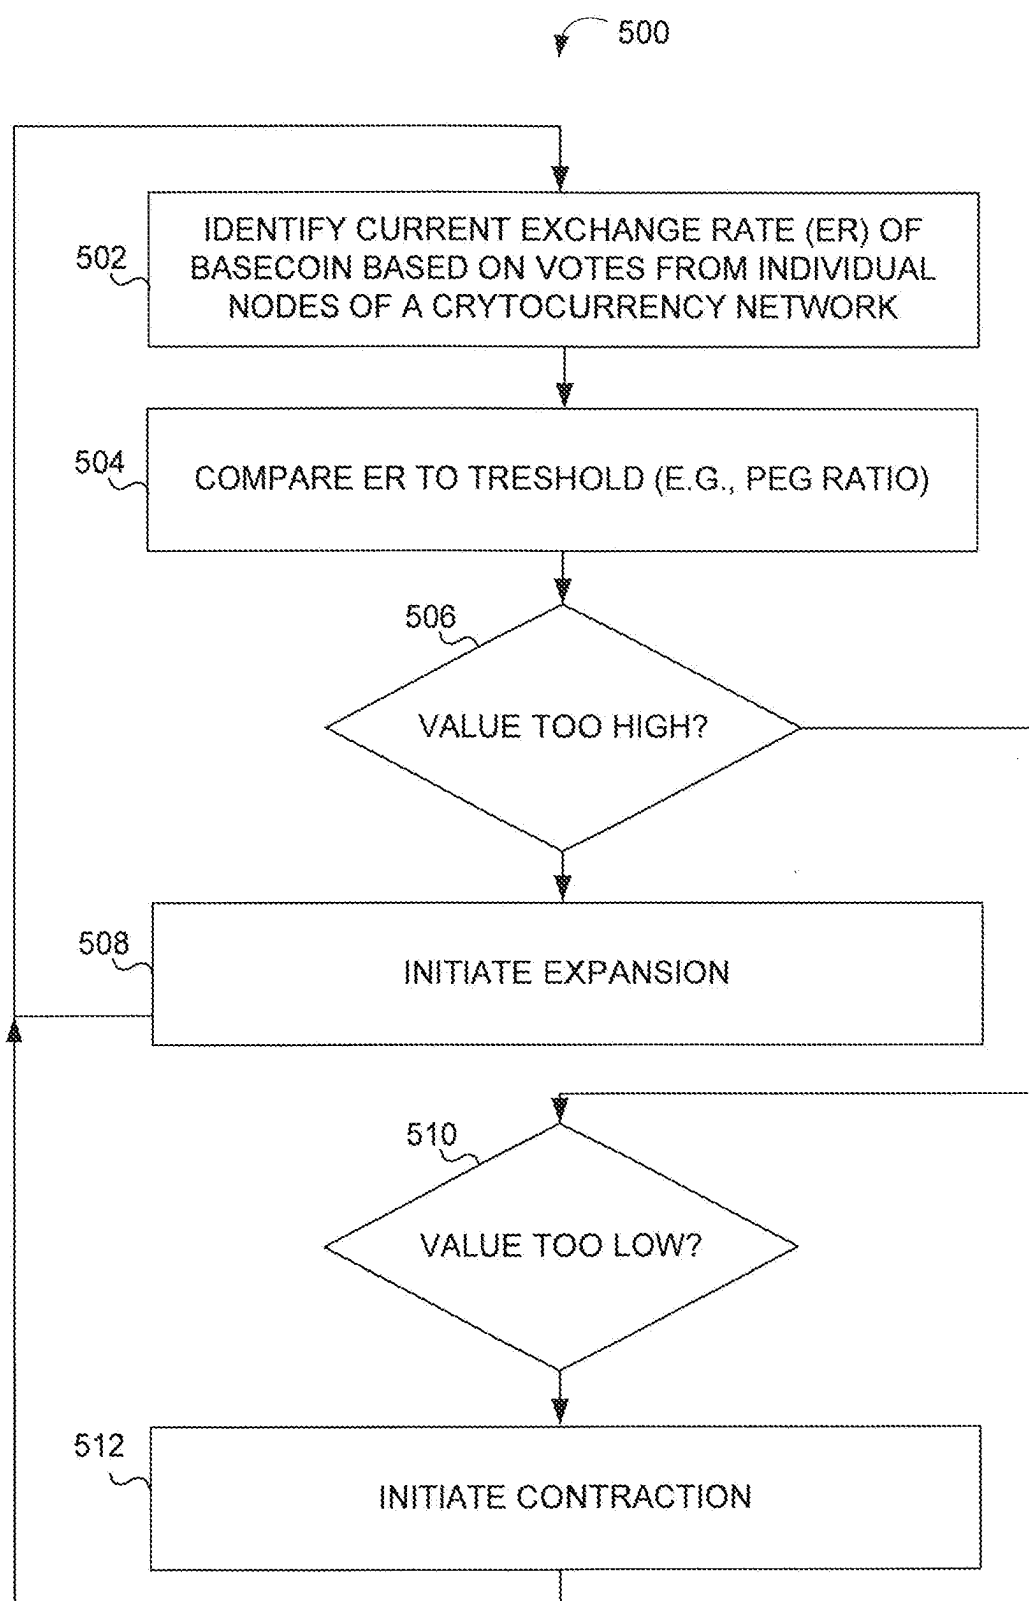 500
502
IDENTIFY CURRENT EXCHANGE RATE (ER) OF
BASECOIN BASED ON VOTES FROM INDIVIDUAL
NODES OF A CRYTOCURRENCY NETWORK
504
COMPARE ER TO TRESHOLD (E.G., PEG RATIO)
506
VALUE TOO HIGH?
508
INITIATE EXPANSION
510
VALUE TOO LOW?
512
INITIATE CONTRACTION